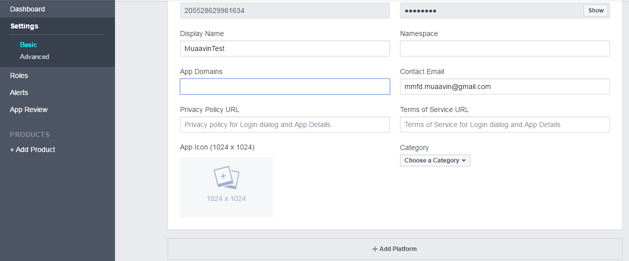 Dashboard
Settings
Basic
Advanced
Roles
Alerts
App Review
PRODUCTS
+ Add Product
205528629981634
●●●●●●●●
Show
Display Name
Namespace
MuaavinTest
App Domains
Contact Email
mmfd.muaavin@gmail.com
Privacy Policy URL
Terms of Service URL
Privacy policy for Login dialog and App Details
Terms of Service for Login dialog and App Details
App Icon (1024 x 1024)
Category
Choose a Category
1024 x 1024
+ Add Platform